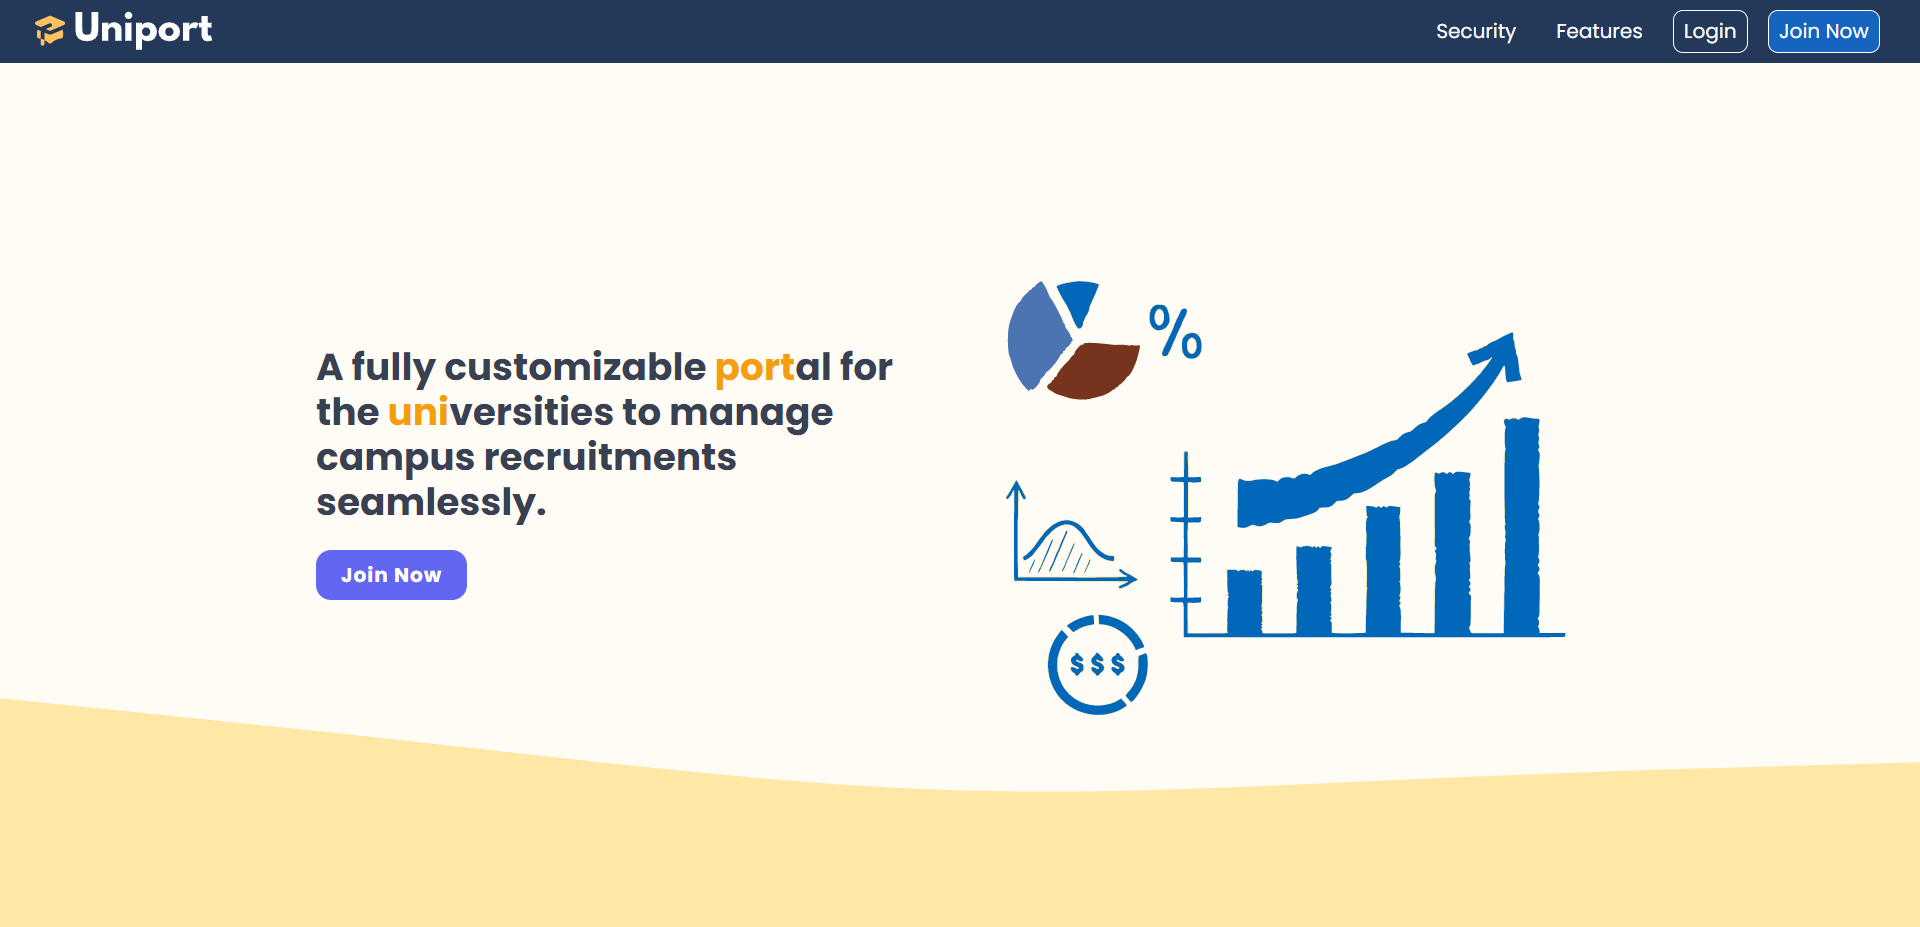 Uniport
Security
Features
Login
Join Now
A fully customizable portal for
the universities to manage
campus recruitments
seamlessly.
Join Now
%
$ $ $